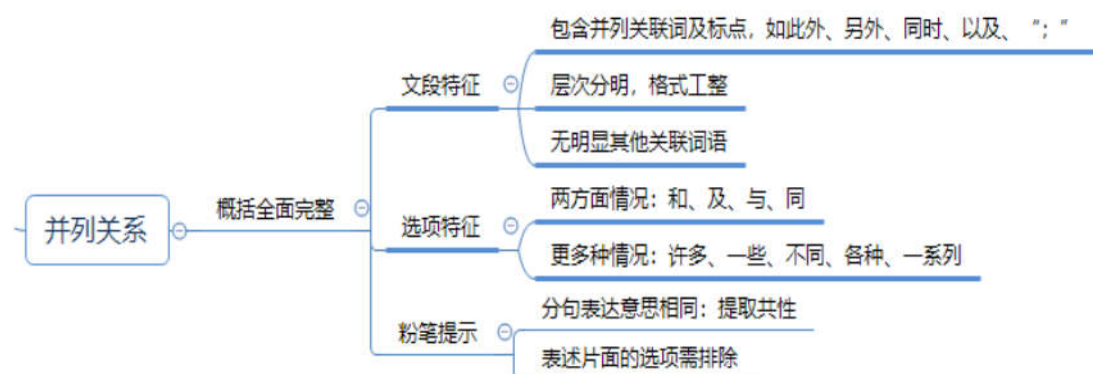 包含并列关联词及标点，如此外、另外、同时、以及、“；”
文段特征
层次分明，格式工整
无明显其他关联词语
并列关系
概括全面完整
两方面情况：和、及、与、同
选项特征
更多种情况：许多、一些、不同、各种、一系列
分句表达意思相同：提取共性
粉笔提示
表述片面的选项需排除